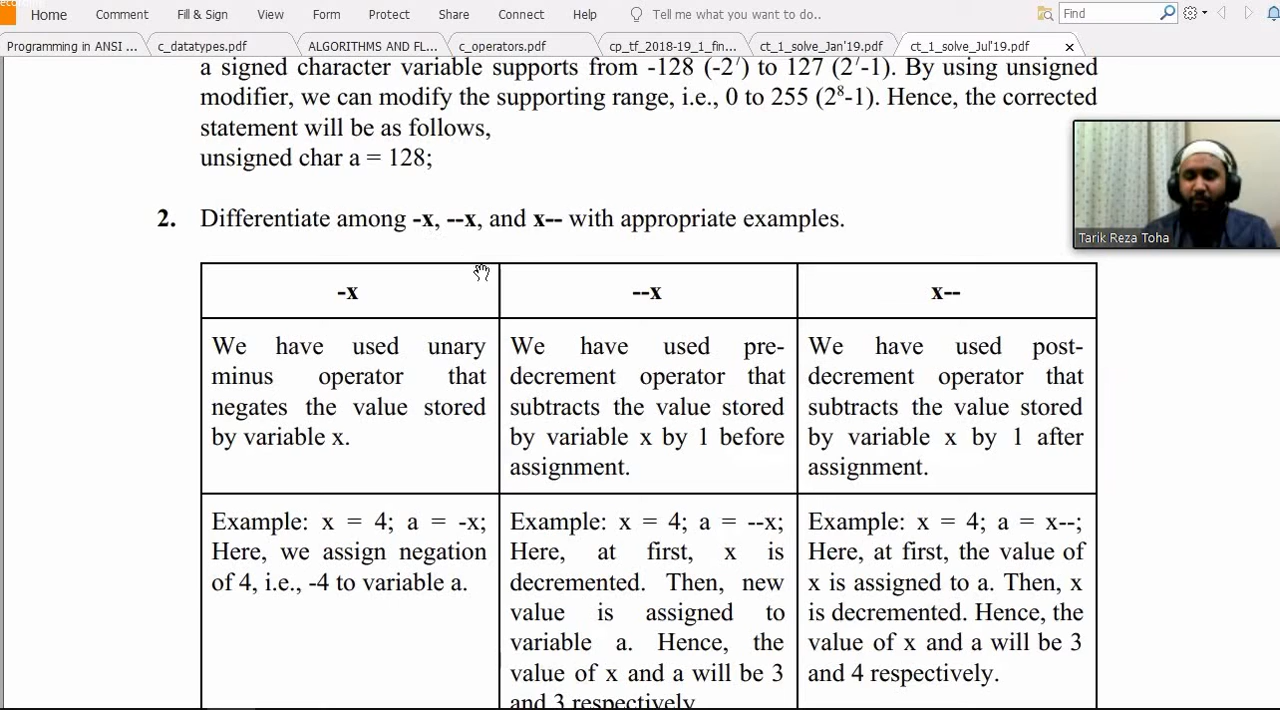 Home Comment Fill & Sign View Form Protect Share Connect Help Tell me what you want to do.. Find
Programming in ANSI ... c_datatypes.pdf ALGORITHMS AND FL... c_operators.pdf cp_tf_2018-19_1_fin... ct_1_solve_Jan'19.pdf ct_1_solve_Jul'19.pdf
a signed character variable supports from -128 (-2⁷) to 127 (2⁷-1). By using unsigned
modifier, we can modify the supporting range, i.e., 0 to 255 (2⁸-1). Hence, the corrected
statement will be as follows,
unsigned char a = 128;
Tarik Reza Toha
2. Differentiate among -x, --x, and x-- with appropriate examples.
-x
--x
x--
We have used unary
minus operator that
negates the value stored
by variable x.
We have used pre-
decrement operator that
subtracts the value stored
by variable x by 1 before
assignment.
We have used post-
decrement operator that
subtracts the value stored
by variable x by 1 after
assignment.
Example: x = 4; a = -x;
Here, we assign negation
of 4, i.e., -4 to variable a.
Example: x = 4; a = --x;
Here, at first, x is
decremented. Then, new
value is assigned to
variable a. Hence, the
value of x and a will be 3
and 3 respectively
Example: x = 4; a = x--;
Here, at first, the value of
x is assigned to a. Then, x
is decremented. Hence, the
value of x and a will be 3
and 4 respectively.